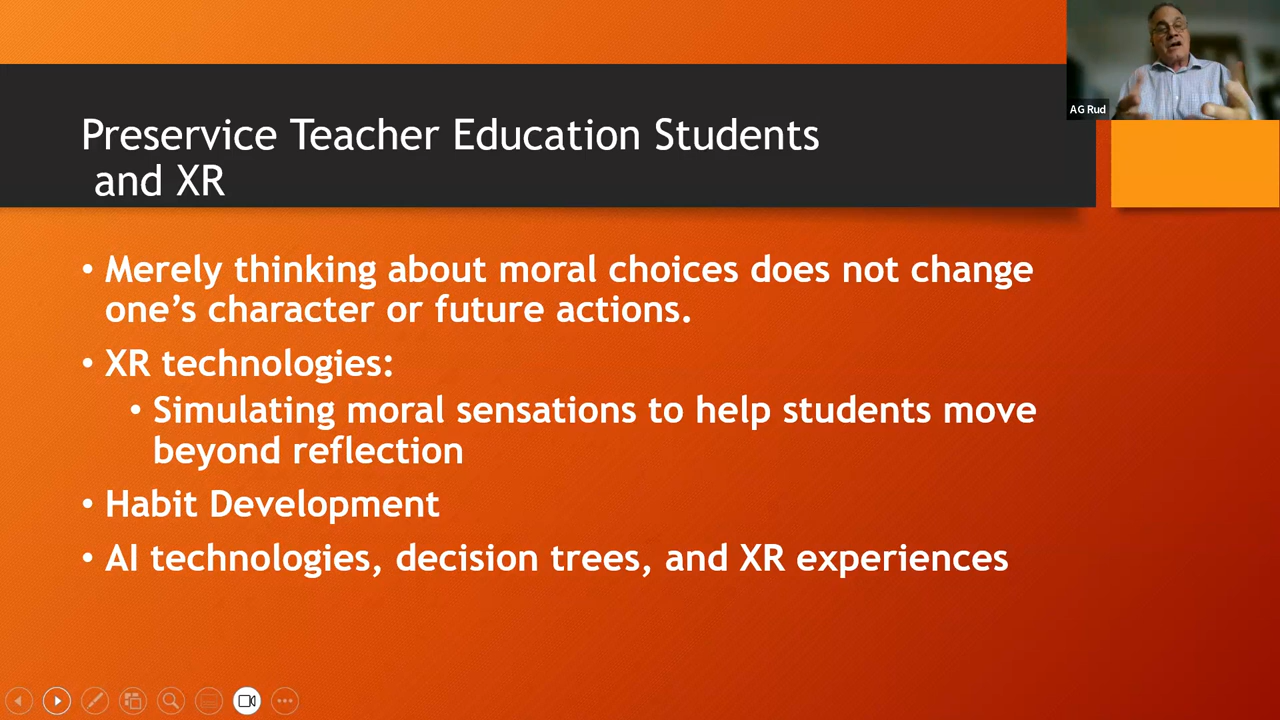 AG Rud
Preservice Teacher Education Students
and XR
• Merely thinking about moral choices does not change
one’s character or future actions.
• XR technologies:
• Simulating moral sensations to help students move
beyond reflection
• Habit Development
• AI technologies, decision trees, and XR experiences